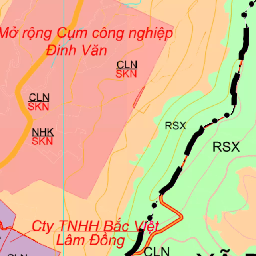 Mở rộng Cụm công nghiệp
Đinh Văn
CLN
SKN
CLN
SKN
RSX
NHK
SKN
RSX
Cty TNHH Bắc Việt
Lâm Đồng
CLN